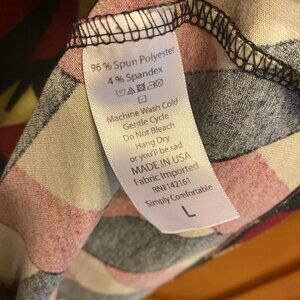 96 % Spun Polyester
4 % Spandex
Machine Wash Cold
Gentle Cycle
Do Not Bleach
Hang Dry
or you'll be sad
MADE IN USA
Fabric Imported
RN# 142161
Simply Comfortable
L